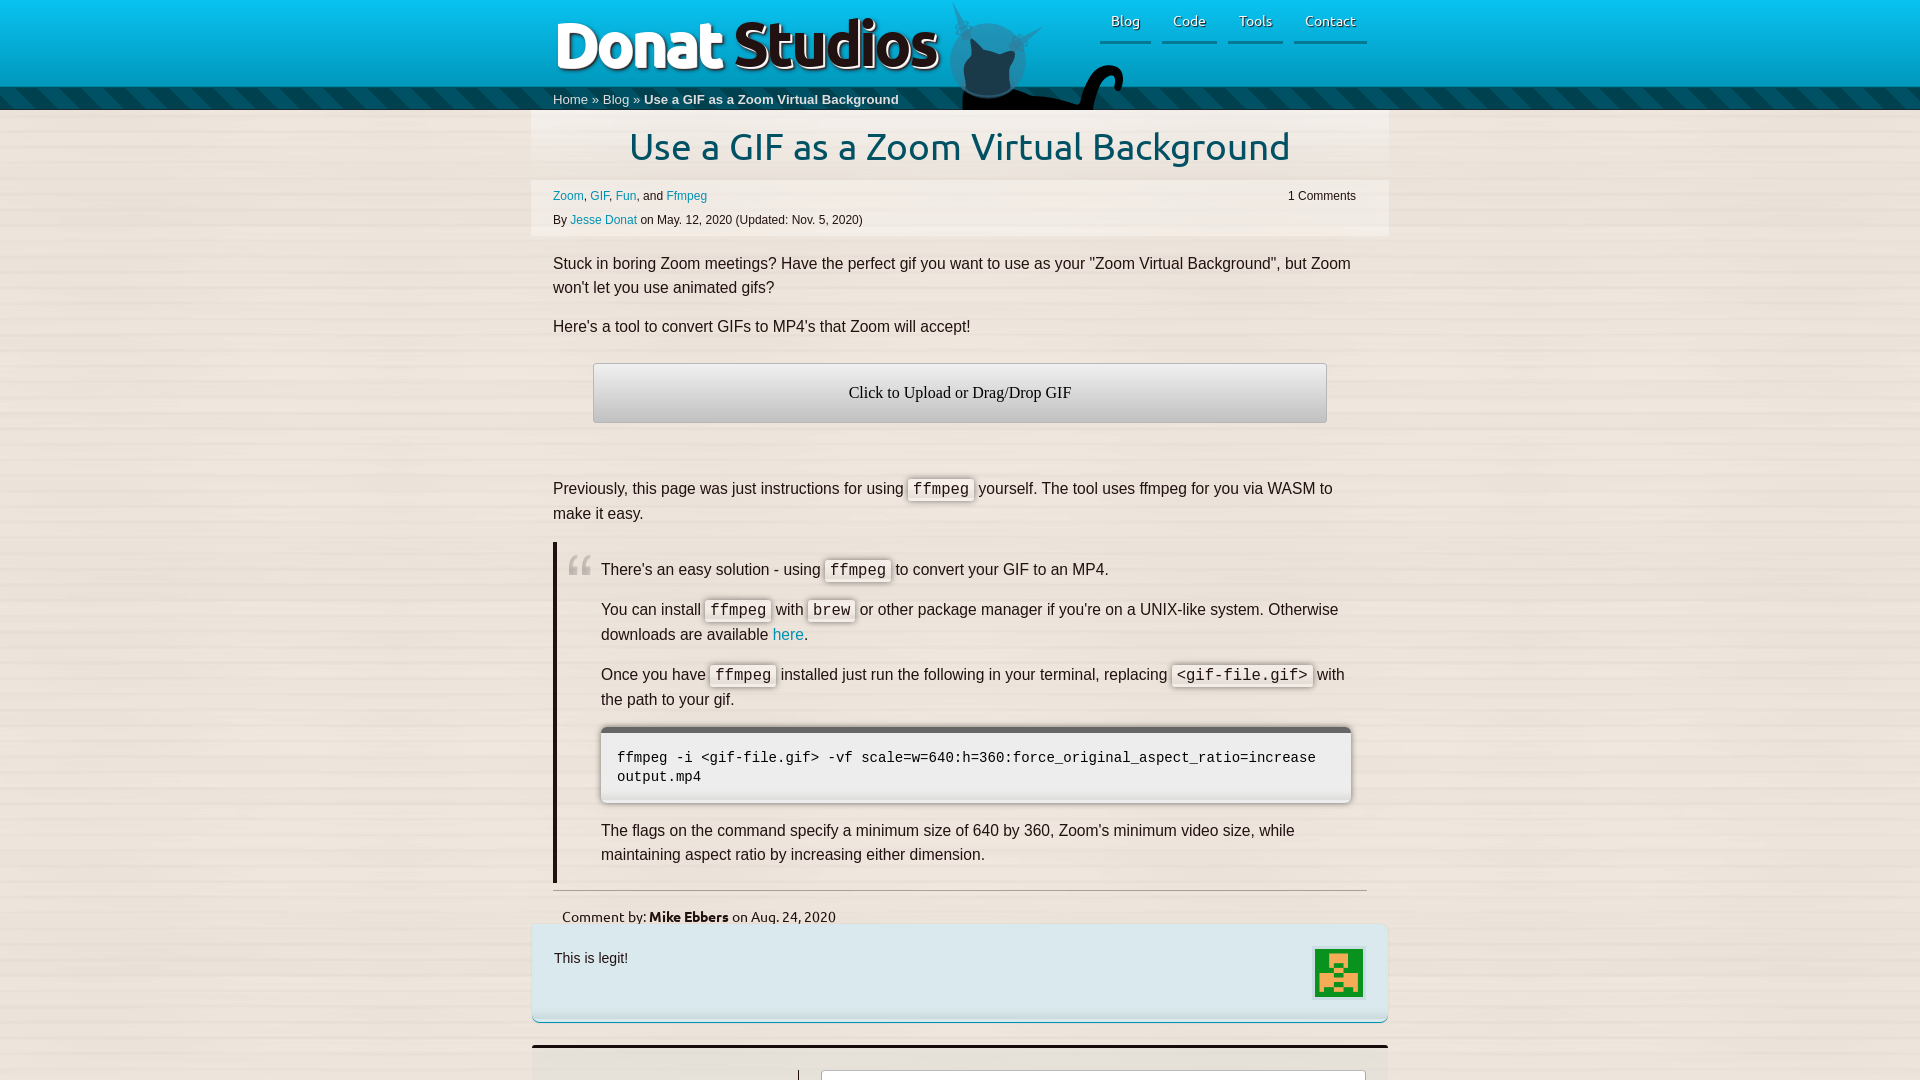 Donat Studios
Blog
Code
Tools
Contact
Home » Blog » Use a GIF as a Zoom Virtual Background
Use a GIF as a Zoom Virtual Background
Zoom, GIF, Fun, and Ffmpeg
1 Comments
By Jesse Donat on May. 12, 2020 (Updated: Nov. 5, 2020)
Stuck in boring Zoom meetings? Have the perfect gif you want to use as your "Zoom Virtual Background", but Zoom
won't let you use animated gifs?
Here's a tool to convert GIFs to MP4's that Zoom will accept!
Click to Upload or Drag/Drop GIF
Previously, this page was just instructions for using ffmpeg yourself. The tool uses ffmpeg for you via WASM to
make it easy.
“
There's an easy solution - using ffmpeg to convert your GIF to an MP4.
You can install ffmpeg with brew or other package manager if you're on a UNIX-like system. Otherwise
downloads are available here.
Once you have ffmpeg installed just run the following in your terminal, replacing <gif-file.gif> with
the path to your gif.
ffmpeg -i <gif-file.gif> -vf scale=w=640:h=360:force_original_aspect_ratio=increase
output.mp4
The flags on the command specify a minimum size of 640 by 360, Zoom's minimum video size, while
maintaining aspect ratio by increasing either dimension.
Comment by: Mike Ebbers on Aug. 24, 2020
This is legit!